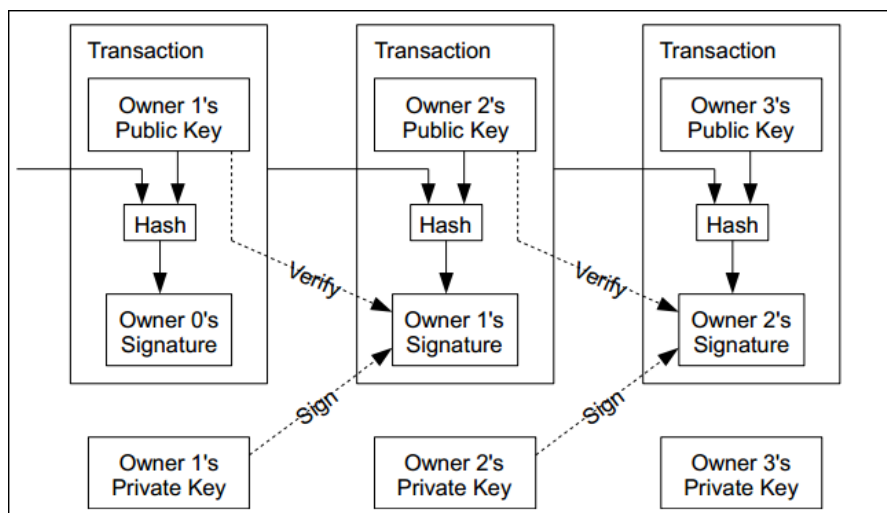 Transaction
Owner 1's
Public Key
Hash
Owner 0's
Signature
Transaction
Owner 2's
Public Key
Hash
Verify
Owner 1's
Signature
Transaction
Owner 3's
Public Key
Hash
Verify
Owner 2's
Signature
Sign
Sign
Owner 1's
Private Key
Owner 2's
Private Key
Owner 3's
Private Key